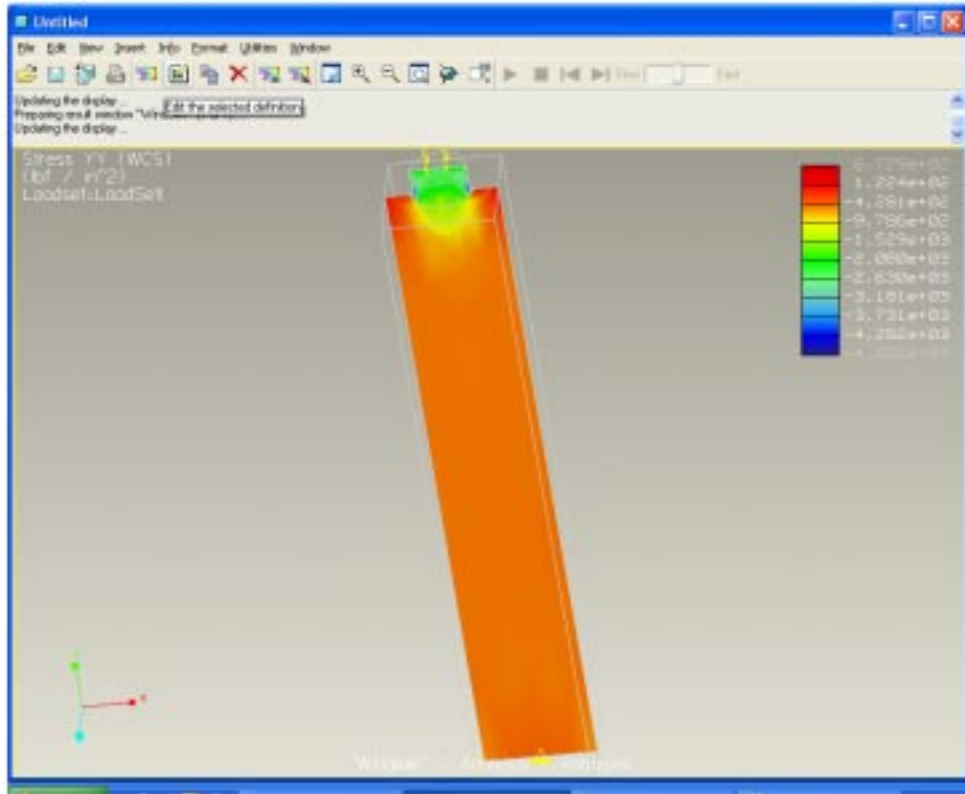 Untitled
File Edit View Insert Info Format Utilities Window
Updating the display ...
Preparing result window "Win
Edit the selected definition
Updating the display ...
Stress YY (WCS)
(lbf / in^2)
Loadset:LoadSet1
1.224e+02
-4.281e+02
-9.786e+02
-1.529e+03
-2.080e+03
-2.630e+03
-3.181e+03
-3.731e+03
-4.282e+03
X